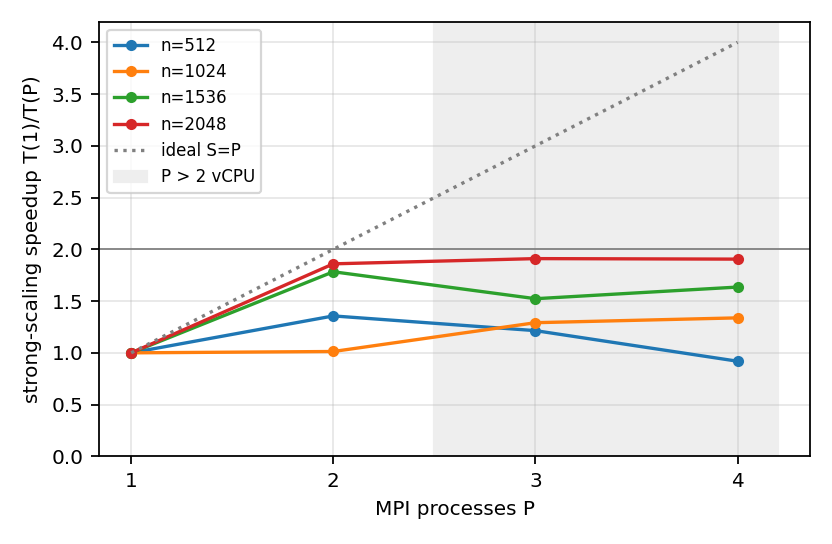 4.0
3.5
3.0
2.5
2.0
1.5
1.0
0.5
0.0
strong-scaling speedup T(1)/T(P)
n=512
n=1024
n=1536
n=2048
ideal S=P
P > 2 vCPU
1 2 3 4
MPI processes P